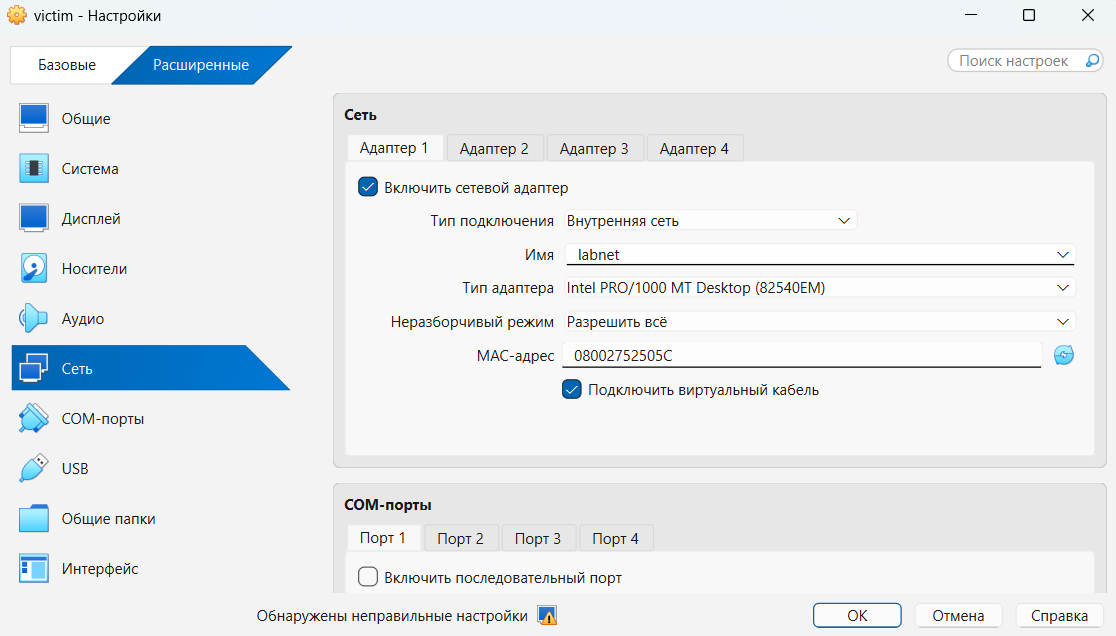 victim - Настройки
Базовые
Расширенные
Поиск настроек
Общие
Система
Дисплей
Носители
Аудио
Сеть
COM-порты
USB
Общие папки
Интерфейс
Сеть
Адаптер 1 Адаптер 2 Адаптер 3 Адаптер 4
Включить сетевой адаптер
Тип подключения Внутренняя сеть
Имя labnet
Тип адаптера Intel PRO/1000 MT Desktop (82540EM)
Неразборчивый режим Разрешить всё
MAC-адрес 08002752505C
Подключить виртуальный кабель
COM-порты
Порт 1 Порт 2 Порт 3 Порт 4
Включить последовательный порт
Обнаружены неправильные настройки
OK Отмена Справка